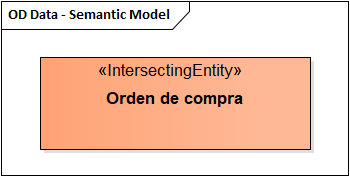 OD Data - Semantic Model
«IntersectingEntity»
Orden de compra